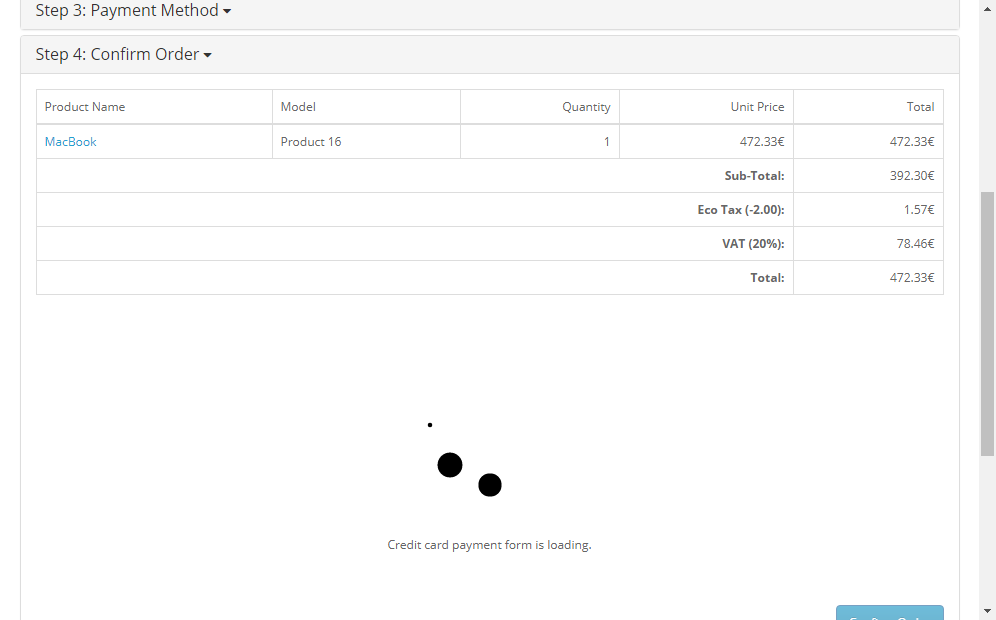 Step 3: Payment Method
Step 4: Confirm Order
Product Name Model Quantity Unit Price Total
MacBook Product 16 1 472.33€ 472.33€
Sub-Total: 392.30€
Eco Tax (-2.00): 1.57€
VAT (20%): 78.46€
Total: 472.33€
Credit card payment form is loading.